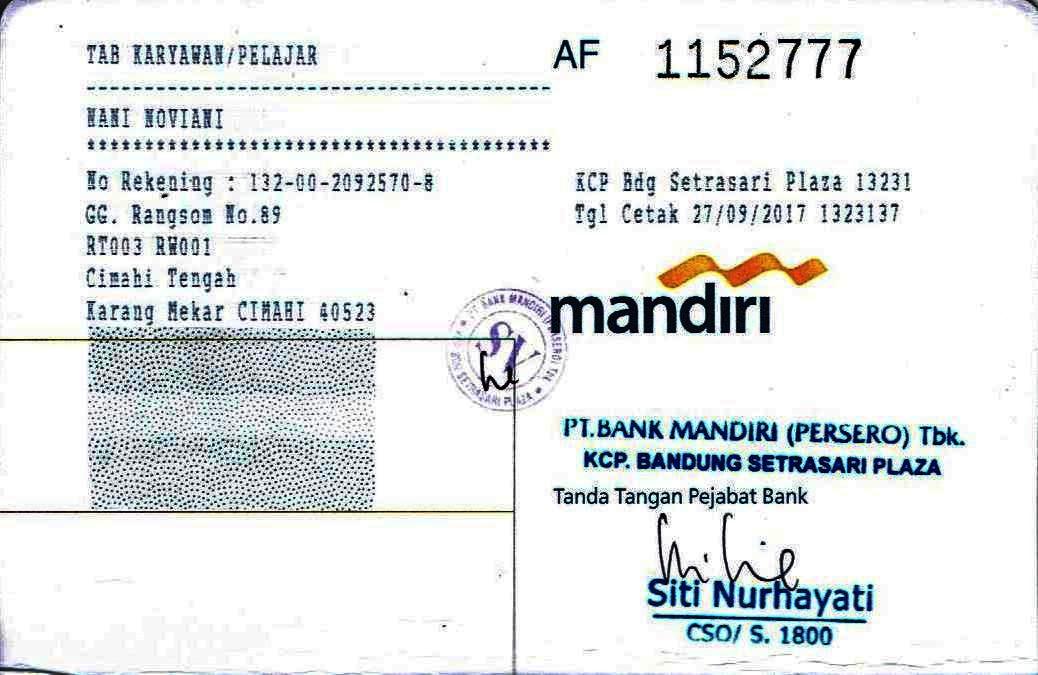 TAB KARYAWAN/PELAJAR
AF 1152777
NANI NOVIANI
No Rekening : 132-00-2092570-8
GG. Rangsom No.89
RT003 RW001
Cimahi Tengah
Karang Mekar CIMAHI 40523
KCP Bdg Setrasari Plaza 13231
Tgl Cetak 27/09/2017 1323137
mandiri
PT. BANK MANDIRI (PERSERO) Tbk
SETRASARI PLAZA
PT.BANK MANDIRI (PERSERO) Tbk.
KCP. BANDUNG SETRASARI PLAZA
Tanda Tangan Pejabat Bank
Siti Nurhayati
CSO/ S. 1800